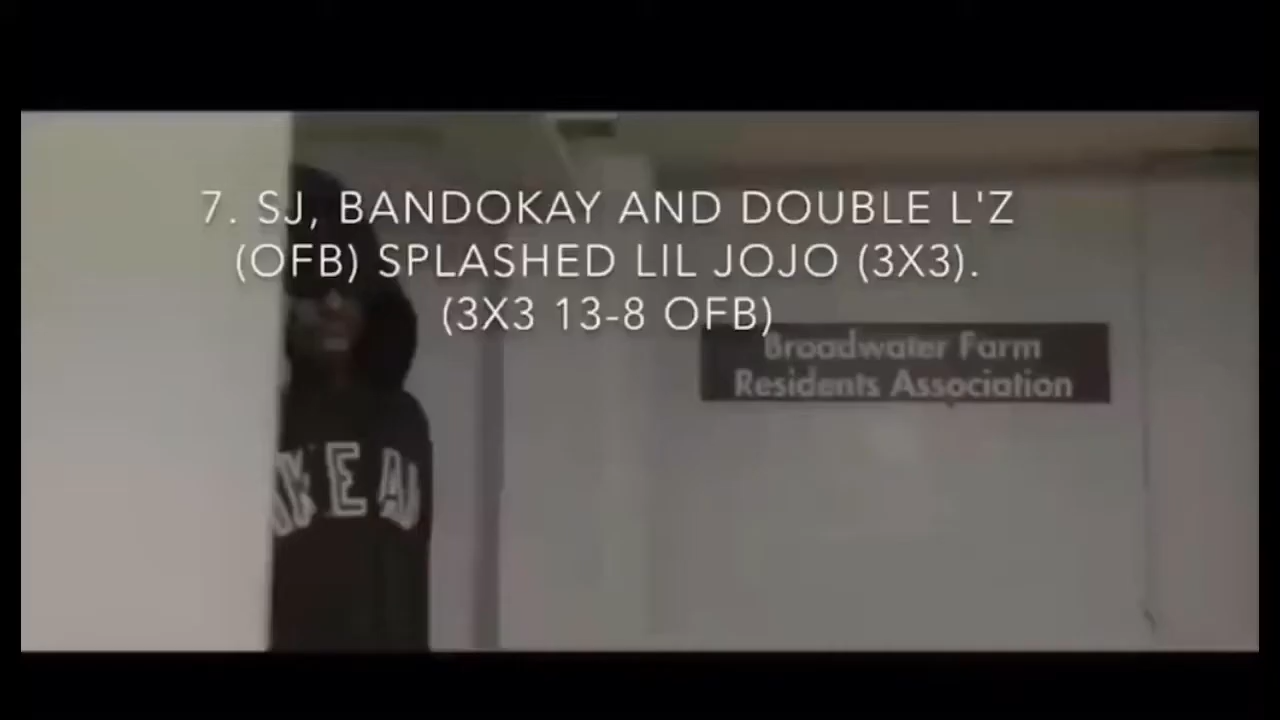 7. SJ, BANDOKAY AND DOUBLE L'Z
(OFB) SPLASHED LIL JOJO (3X3).
(3X3 13-8 OFB)
Broadwater Farm
Residents Association